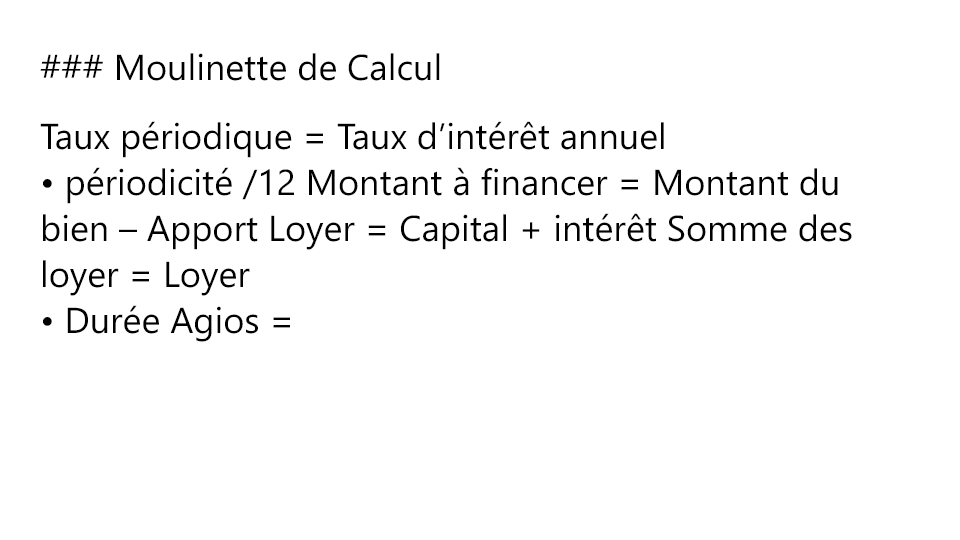 ### Moulinette de Calcul
Taux périodique = Taux d’intérêt annuel
• périodicité /12 Montant à financer = Montant du
bien – Apport Loyer = Capital + intérêt Somme des
loyer = Loyer
• Durée Agios =